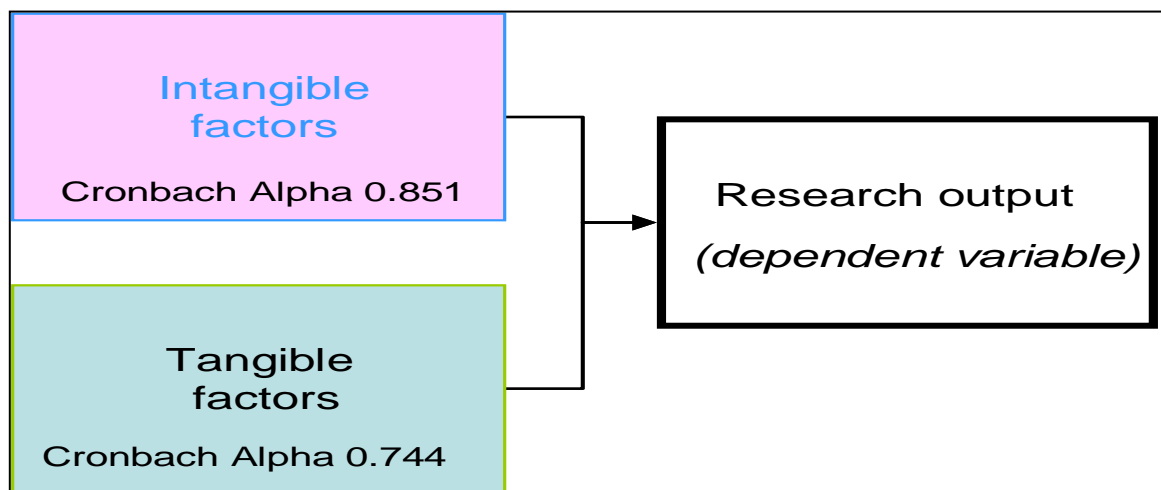 Intangible
factors
Cronbach Alpha 0.851
Research output
(dependent variable)
Tangible
factors
Cronbach Alpha 0.744